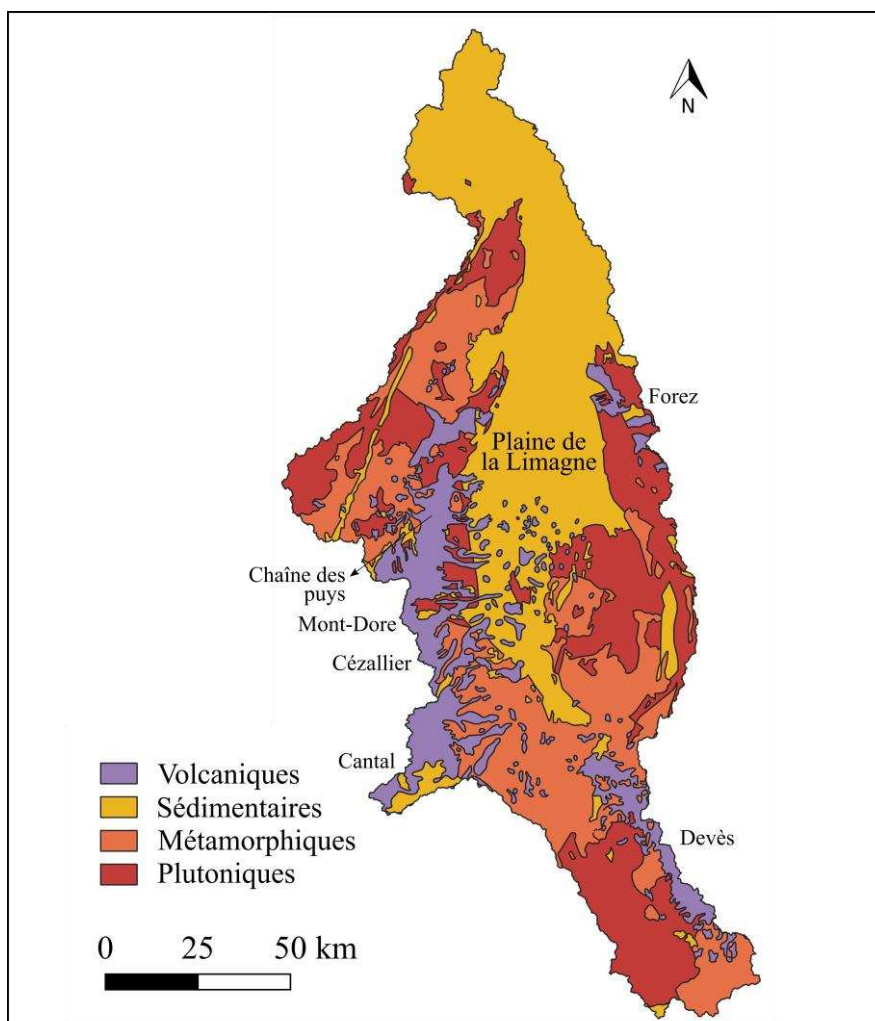 N
Forez
Plaine de
la Limagne
Chaîne des
puys
Mont-Dore
Cézallier
Cantal
Devès
Volcaniques
Sédimentaires
Métamorphiques
Plutoniques
0 25 50 km